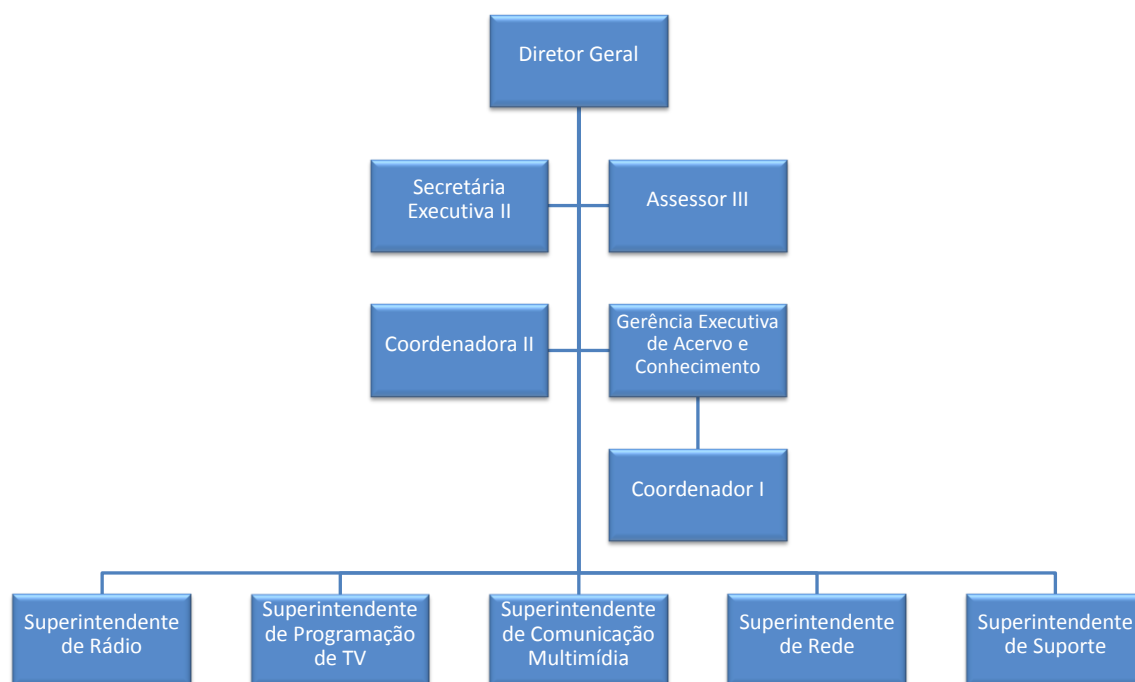 Diretor Geral
Secretária
Executiva II
Assessor III
Coordenadora II
Gerência Executiva
de Acervo e
Conhecimento
Coordenador I
Superintendente
de Rádio
Superintendente
de Programação
de TV
Superintendente
de Comunicação
Multimídia
Superintendente
de Rede
Superintendente
de Suporte